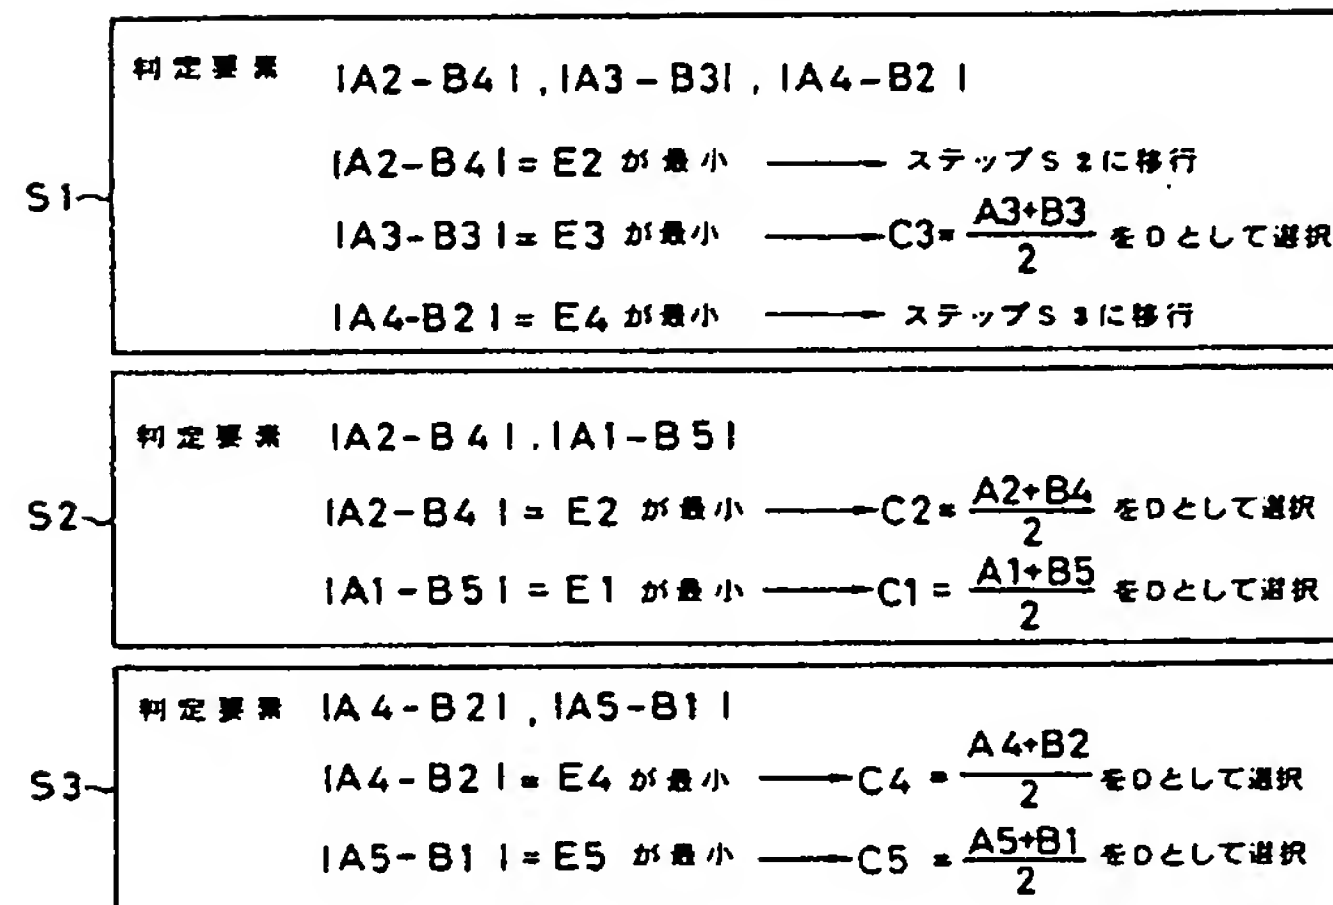 判定要素 |A2-B4|, |A3-B3|, |A4-B2|
|A2-B4|=E2 が最小 → ステップS2に移行
S1 |A3-B3|=E3 が最小 → C3=(A3+B3)/2 をDとして選択
|A4-B2|=E4 が最小 → ステップS3に移行
判定要素 |A2-B4|, |A1-B5|
S2 |A2-B4|=E2 が最小 → C2=(A2+B4)/2 をDとして選択
|A1-B5|=E1 が最小 → C1=(A1+B5)/2 をDとして選択
判定要素 |A4-B2|, |A5-B1|
S3 |A4-B2|=E4 が最小 → C4=(A4+B2)/2 をDとして選択
|A5-B1|=E5 が最小 → C5=(A5+B1)/2 をDとして選択